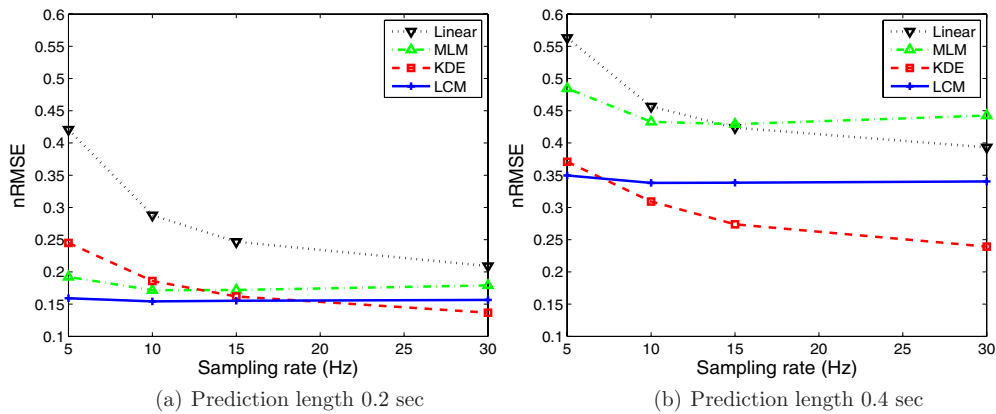 0.6
0.55
0.5
0.45
0.4
0.35
0.3
0.25
0.2
0.15
0.1
nRMSE
Linear
MLM
KDE
LCM
5 10 15 20 25 30
Sampling rate (Hz)
(a) Prediction length 0.2 sec
0.6
0.55
0.5
0.45
0.4
0.35
0.3
0.25
0.2
0.15
0.1
nRMSE
Linear
MLM
KDE
LCM
5 10 15 20 25 30
Sampling rate (Hz)
(b) Prediction length 0.4 sec